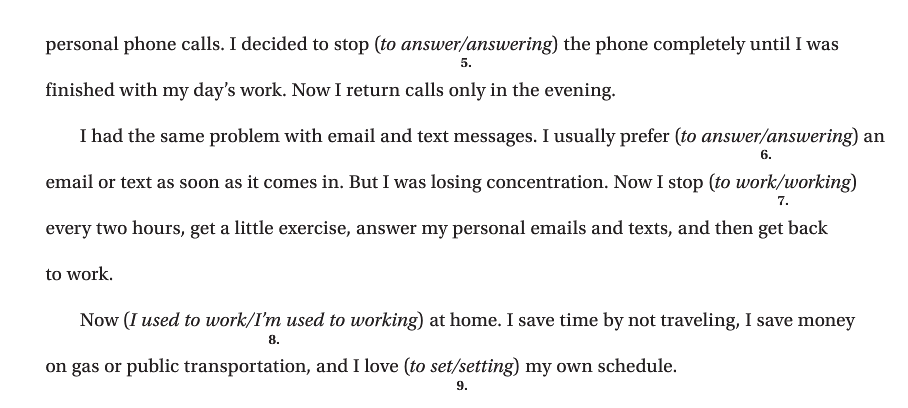 personal phone calls. I decided to stop (to answer/answering) the phone completely until I was
5.
finished with my day’s work. Now I return calls only in the evening.
I had the same problem with email and text messages. I usually prefer (to answer/answering) an
6.
email or text as soon as it comes in. But I was losing concentration. Now I stop (to work/working)
7.
every two hours, get a little exercise, answer my personal emails and texts, and then get back
to work.
Now (I used to work/I’m used to working) at home. I save time by not traveling, I save money
8.
on gas or public transportation, and I love (to set/setting) my own schedule.
9.